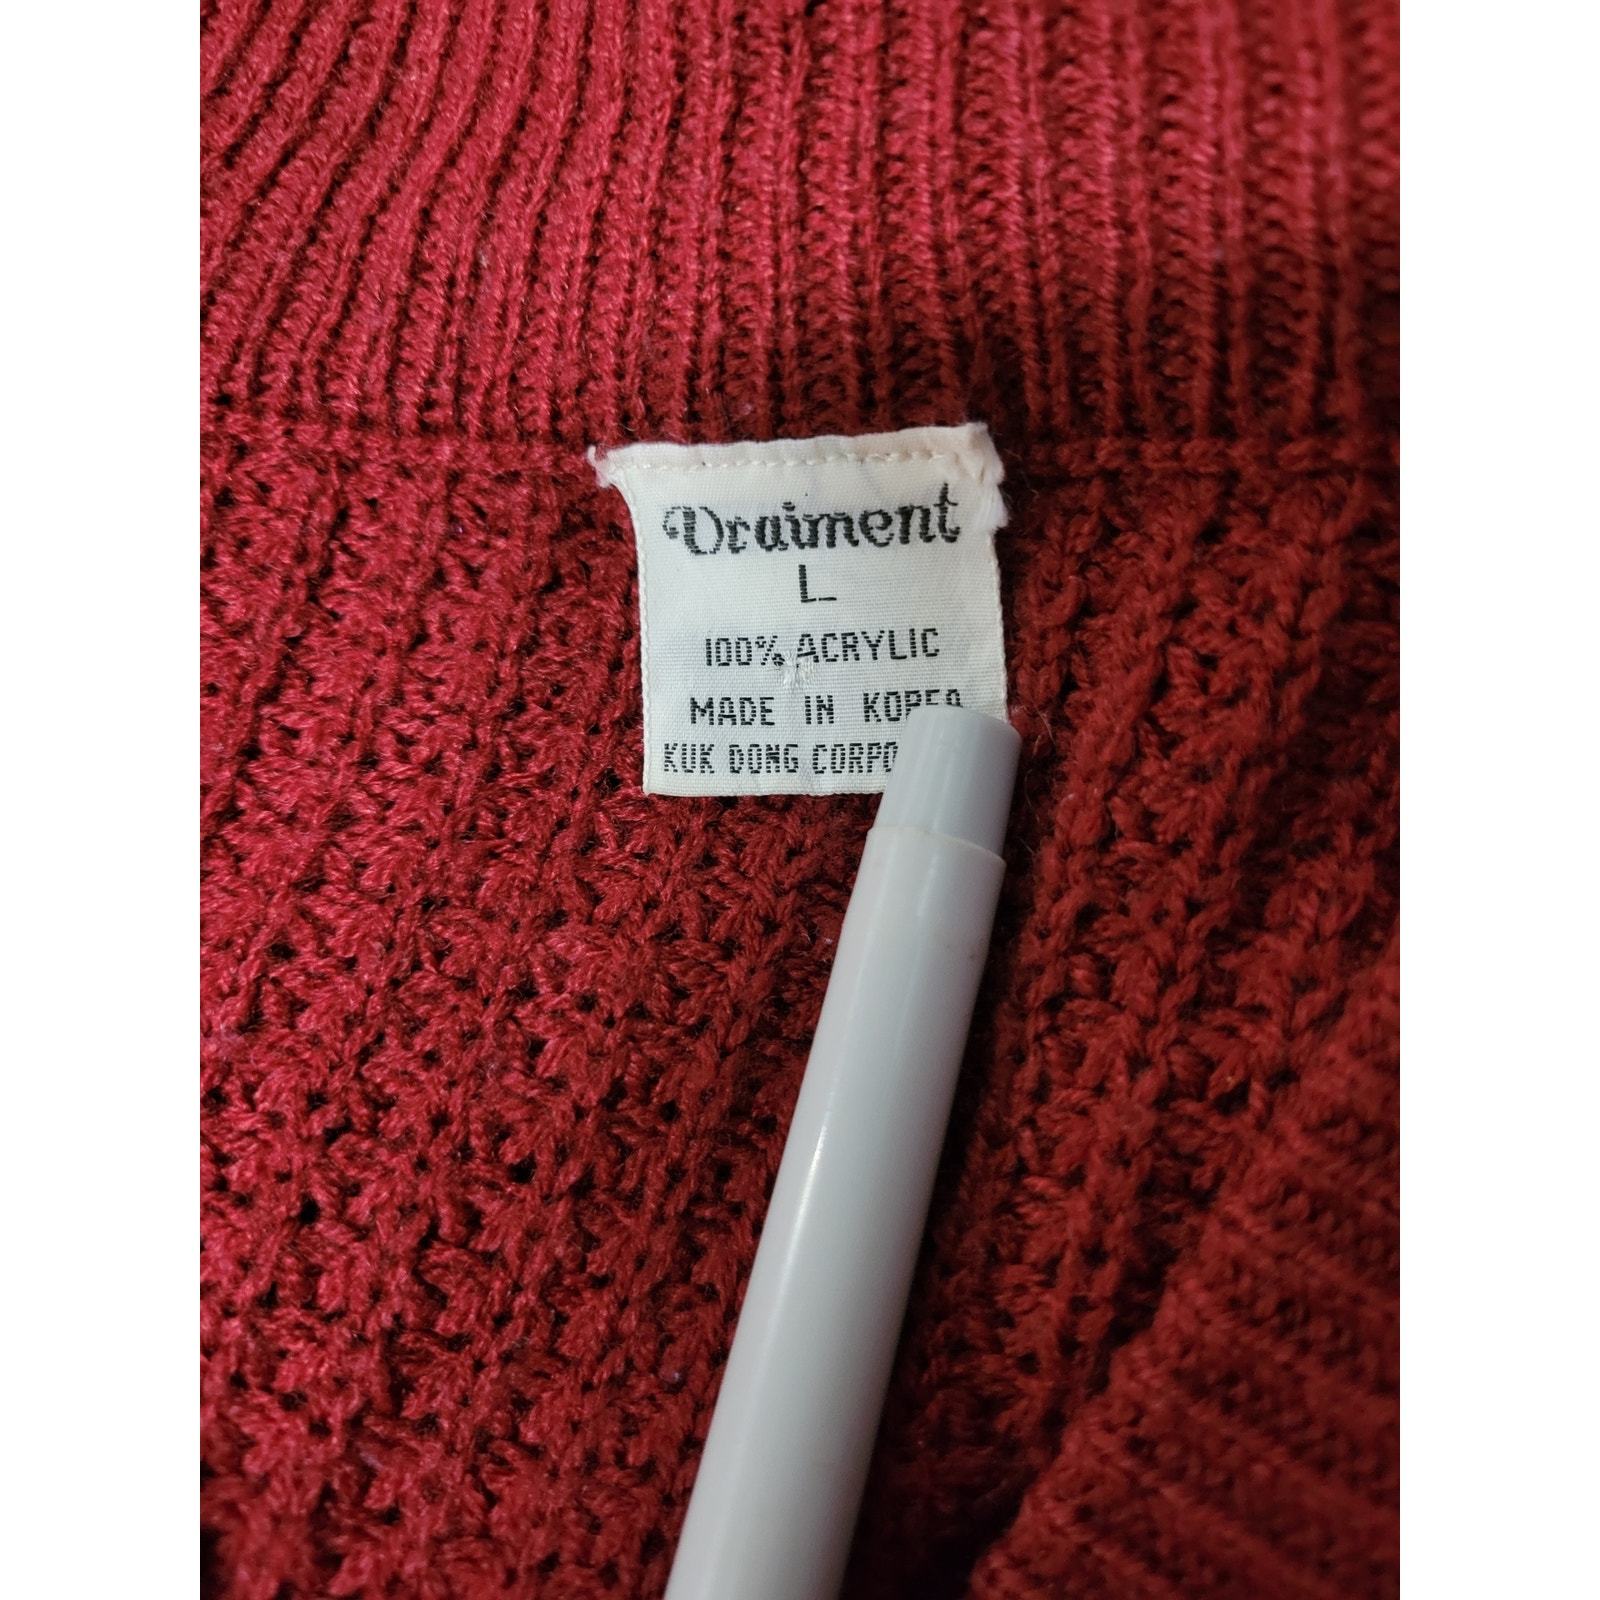 Vraiment
L
100% ACRYLIC
MADE IN KOREA
KUK DONG CORPO